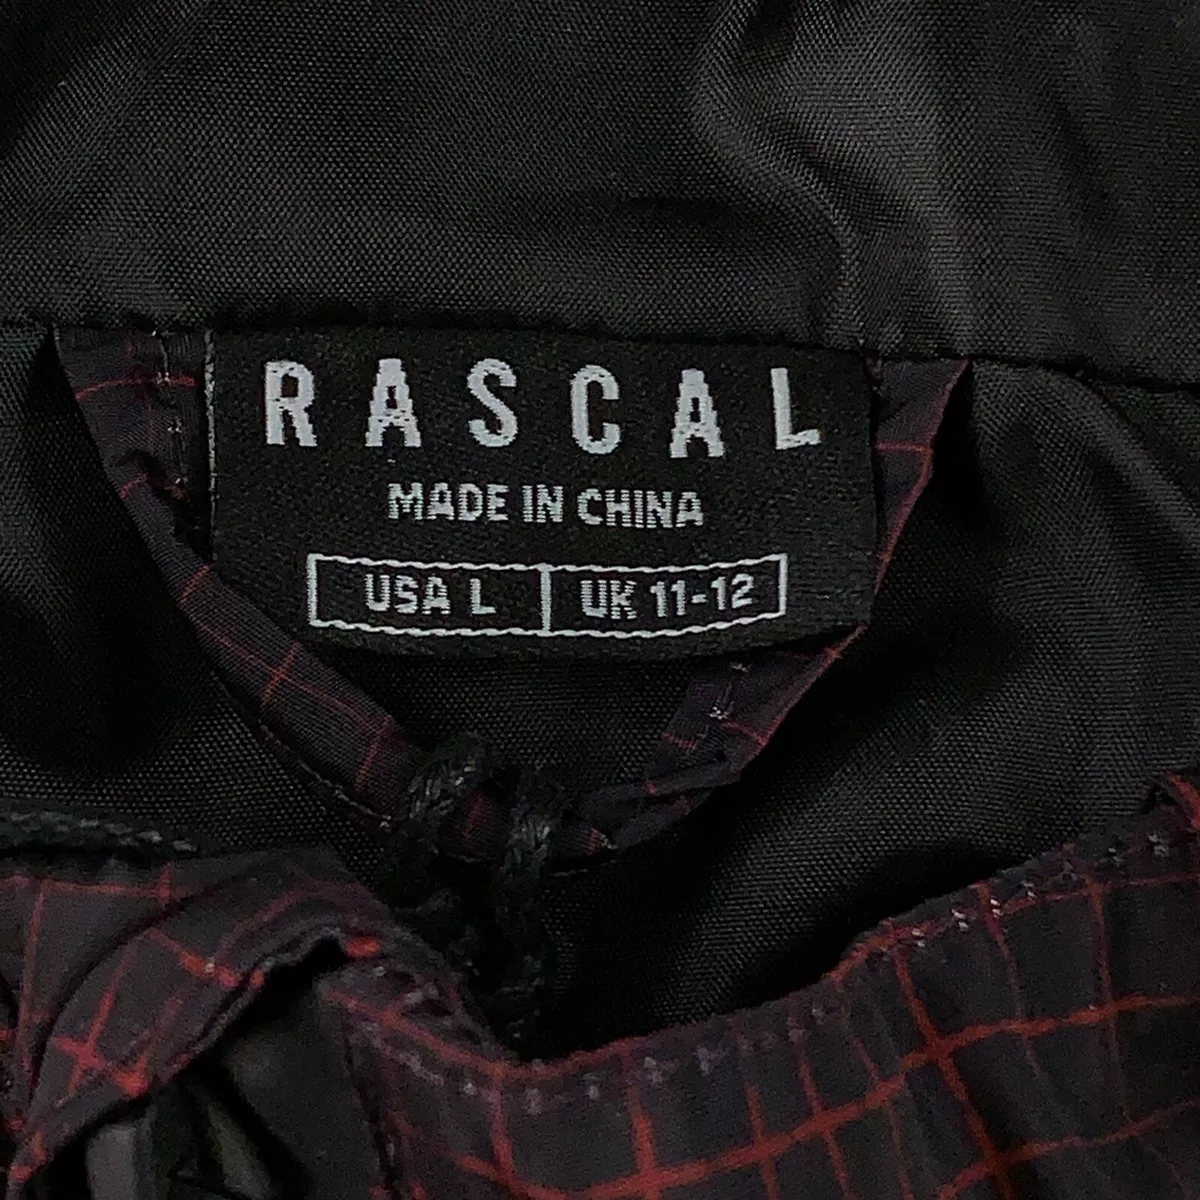 RASCAL
MADE IN CHINA
USA L UK 11-12